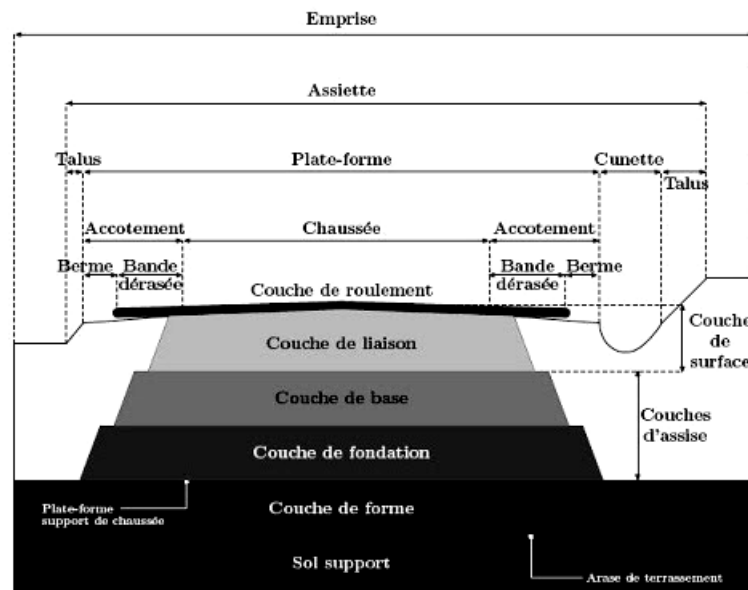 Emprise
Assiette
Talus
Plate-forme
Cunette
Talus
Accotement
Chaussée
Accotement
Berme
Bande
dérasée
Bande
dérasée
Berme
Couche de roulement
Couche
de
surface
Couche de liaison
Couche de base
Couches
d'assise
Couche de fondation
Plate-forme
support de chaussée
Couche de forme
Sol support
Arase de terrassement